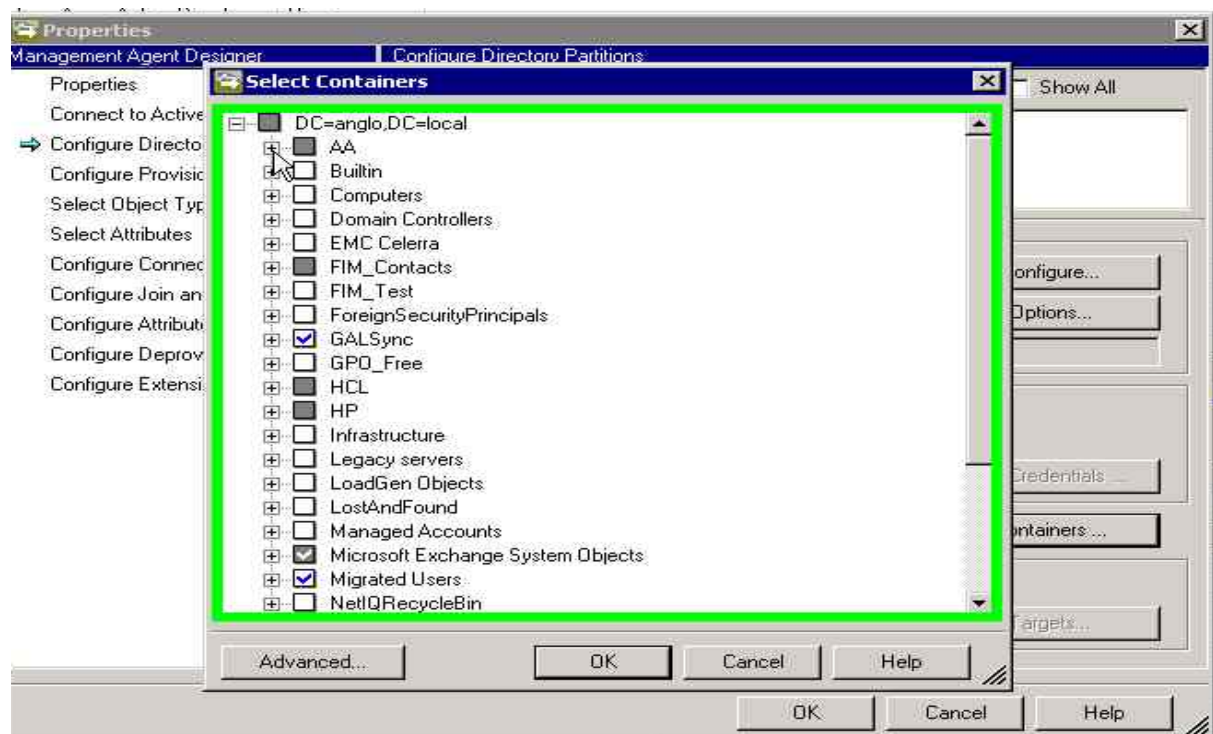 Properties
Management Agent Designer
Configure Directory Partitions
Properties
Connect to Active
Configure Directo
Configure Provisio
Select Object Typ
Select Attributes
Configure Connec
Configure Join an
Configure Attribut
Configure Deprov
Configure Extensi
Select Containers
DC=anglo,DC=local
AA
Builtin
Computers
Domain Controllers
EMC Celerra
FIM_Contacts
FIM_Test
ForeignSecurityPrincipals
GALSync
GPO_Free
HCL
HP
Infrastructure
Legacy servers
LoadGen Objects
LostAndFound
Managed Accounts
Microsoft Exchange System Objects
Migrated Users
NetIQRecycleBin
Advanced...
OK
Cancel
Help
Show All
onfigure...
Options...
Credentials ...
ontainers ...
Targets...
OK
Cancel
Help